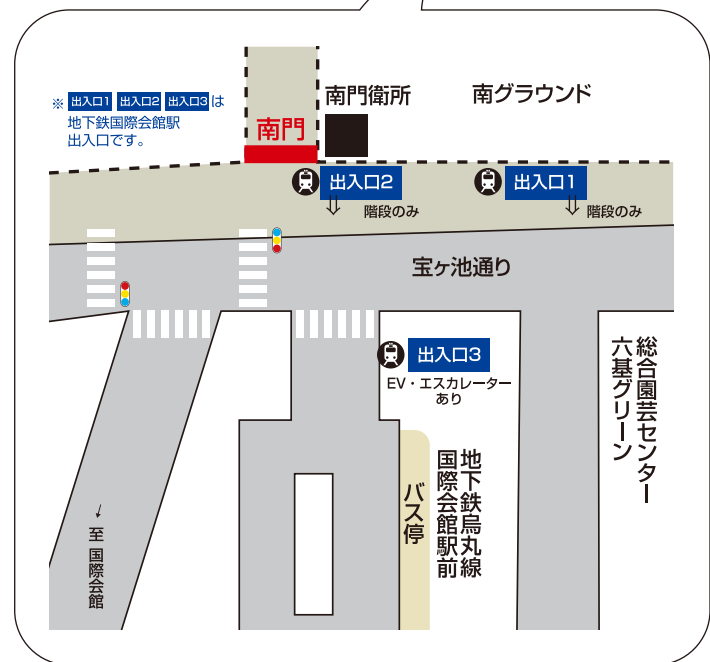 ※ 出入口1 出入口2 出入口3 は
地下鉄国際会館駅
出入口です。
南門
南門衛所
南グラウンド
出入口2
階段のみ
出入口1
階段のみ
宝ヶ池通り
出入口3
EV・エスカレーター
あり
総合園芸センター
六基グリーン
地下鉄烏丸線
国際会館駅前
バス停
←至 国際会館